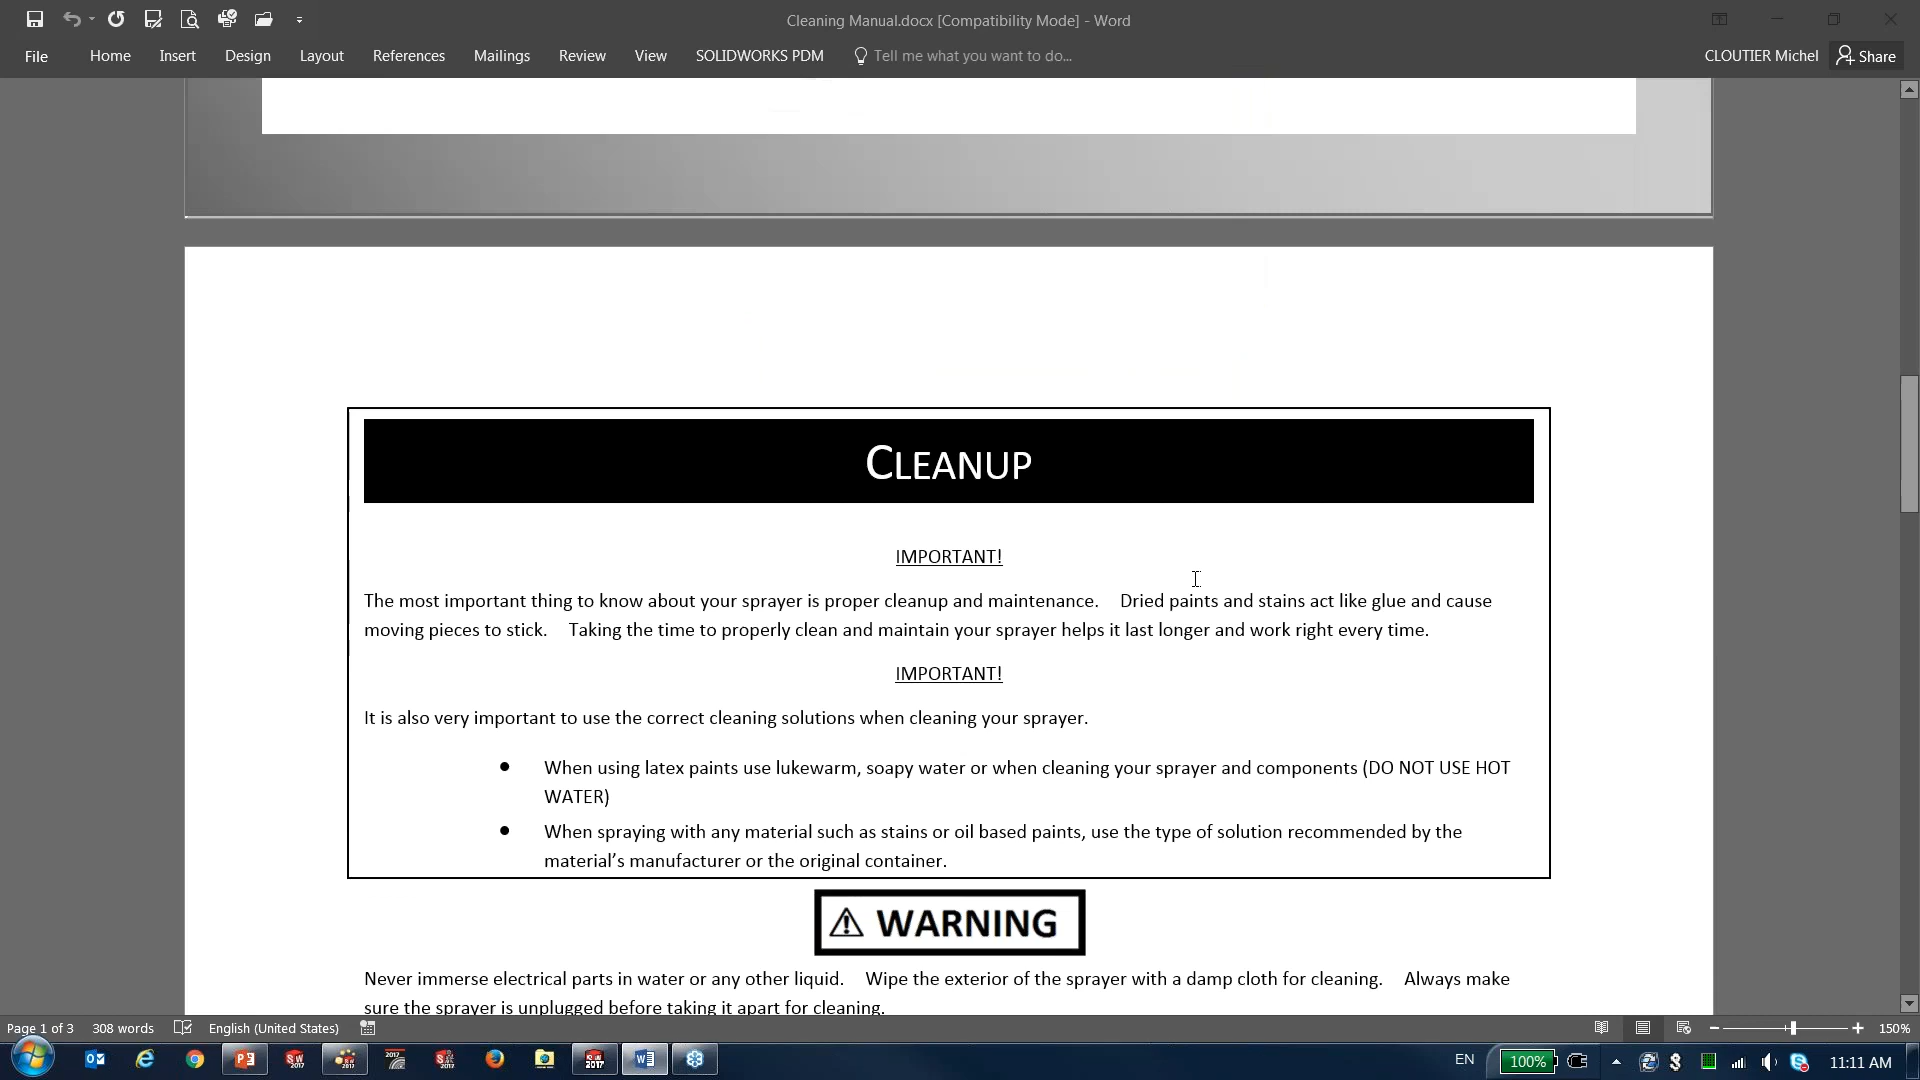 Cleaning Manual.docx [Compatibility Mode] - Word
File Home Insert Design Layout References Mailings Review View SOLIDWORKS PDM Tell me what you want to do... CLOUTIER Michel Share
CLEANUP
IMPORTANT!
The most important thing to know about your sprayer is proper cleanup and maintenance. Dried paints and stains act like glue and cause
moving pieces to stick. Taking the time to properly clean and maintain your sprayer helps it last longer and work right every time.
IMPORTANT!
It is also very important to use the correct cleaning solutions when cleaning your sprayer.
● When using latex paints use lukewarm, soapy water or when cleaning your sprayer and components (DO NOT USE HOT
WATER)
● When spraying with any material such as stains or oil based paints, use the type of solution recommended by the
material’s manufacturer or the original container.
WARNING
Never immerse electrical parts in water or any other liquid. Wipe the exterior of the sprayer with a damp cloth for cleaning. Always make
sure the sprayer is unplugged before taking it apart for cleaning.
Page 1 of 3 308 words English (United States) 150%
EN 100% 11:11 AM